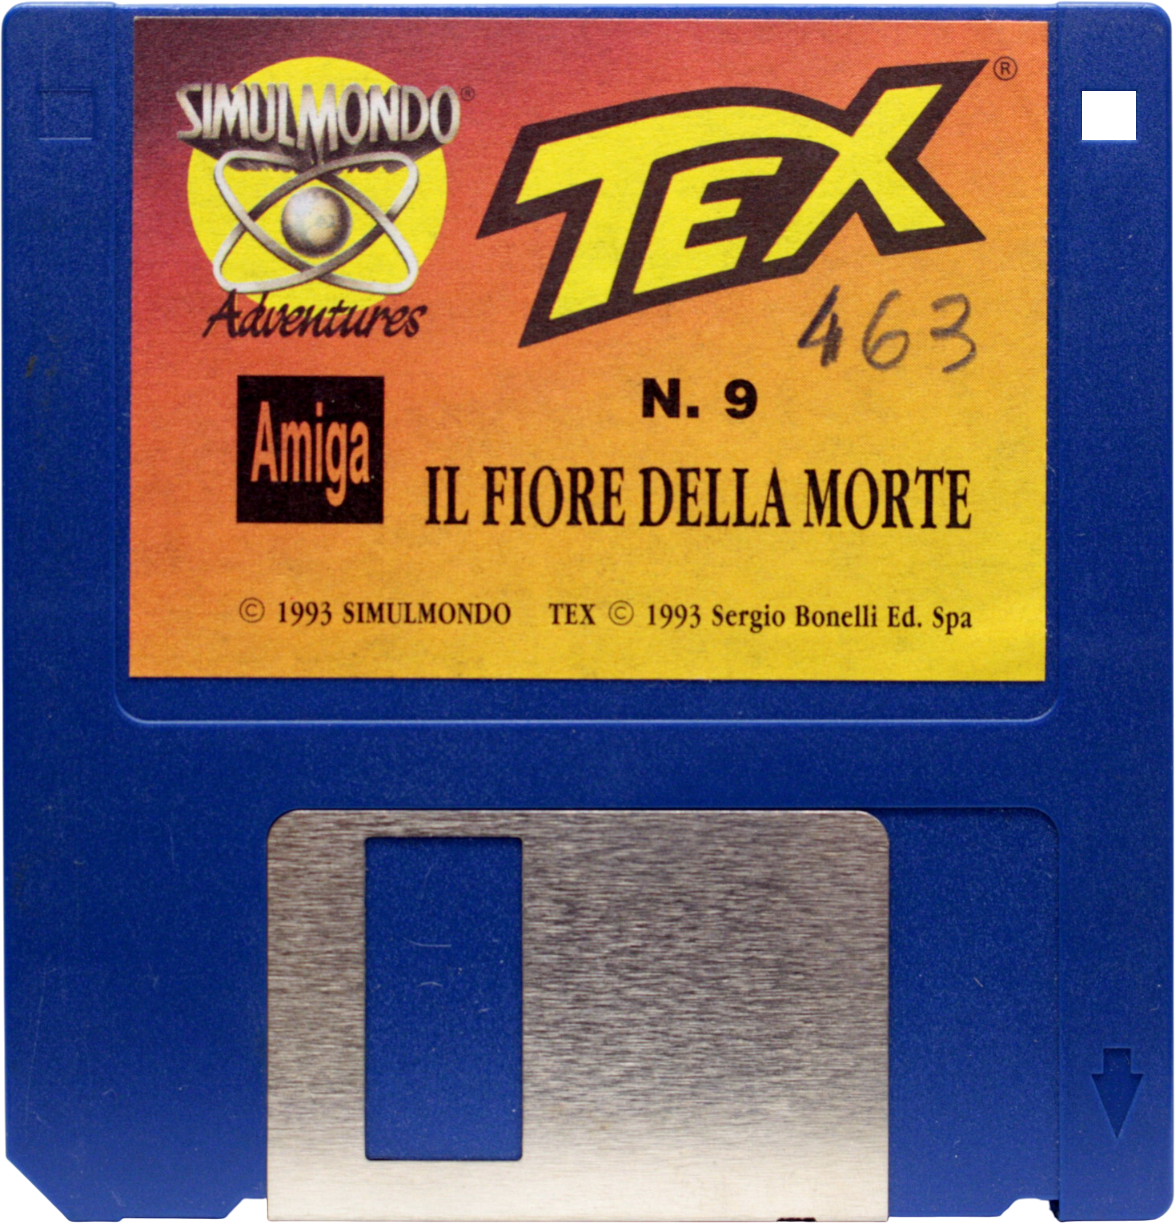 SIMULMONDO®
Adventures
TEX®
463
N. 9
Amiga
IL FIORE DELLA MORTE
© 1993 SIMULMONDO TEX © 1993 Sergio Bonelli Ed. Spa